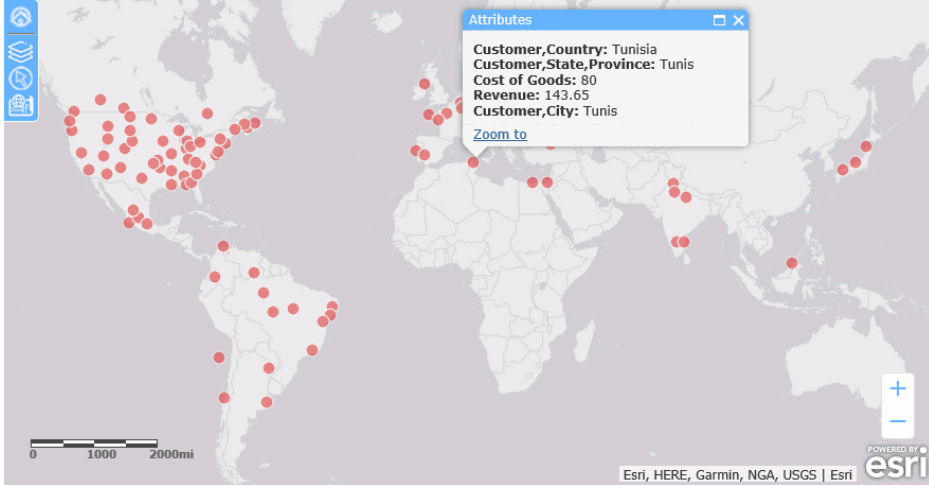 Attributes
Customer,Country: Tunisia
Customer,State,Province: Tunis
Cost of Goods: 80
Revenue: 143.65
Customer,City: Tunis
Zoom to
+
−
0 1000 2000mi
POWERED BY
esri
Esri, HERE, Garmin, NGA, USGS | Esri